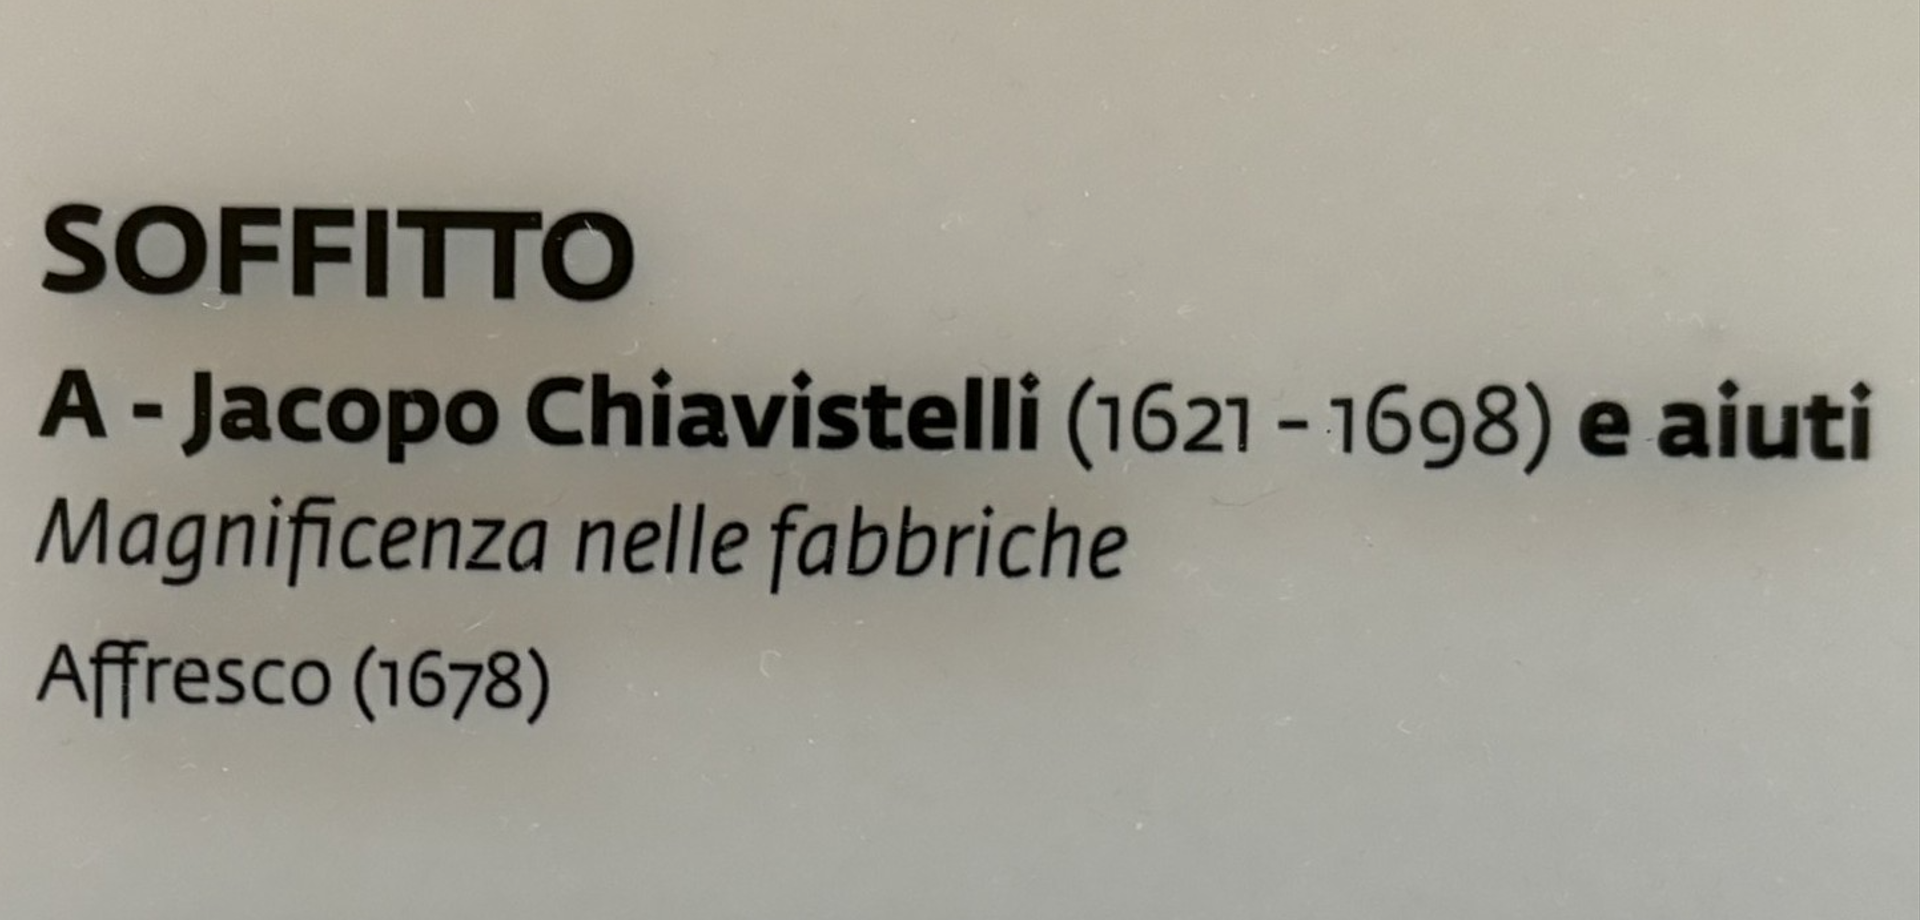 SOFFITTO
A - Jacopo Chiavistelli (1621 - 1698) e aiuti
Magnificenza nelle fabbriche
Affresco (1678)